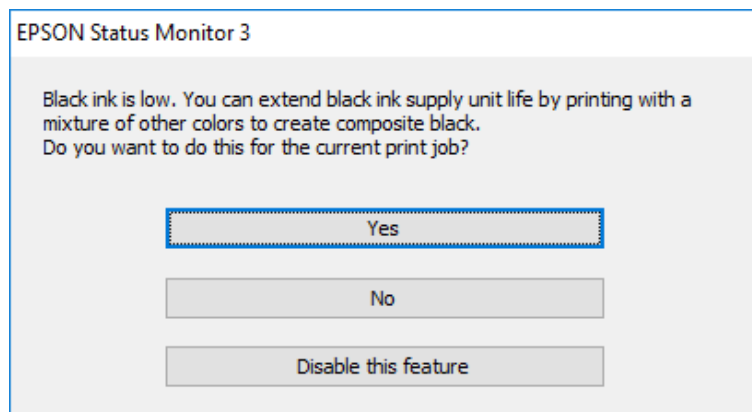 EPSON Status Monitor 3
Black ink is low. You can extend black ink supply unit life by printing with a
mixture of other colors to create composite black.
Do you want to do this for the current print job?
Yes
No
Disable this feature